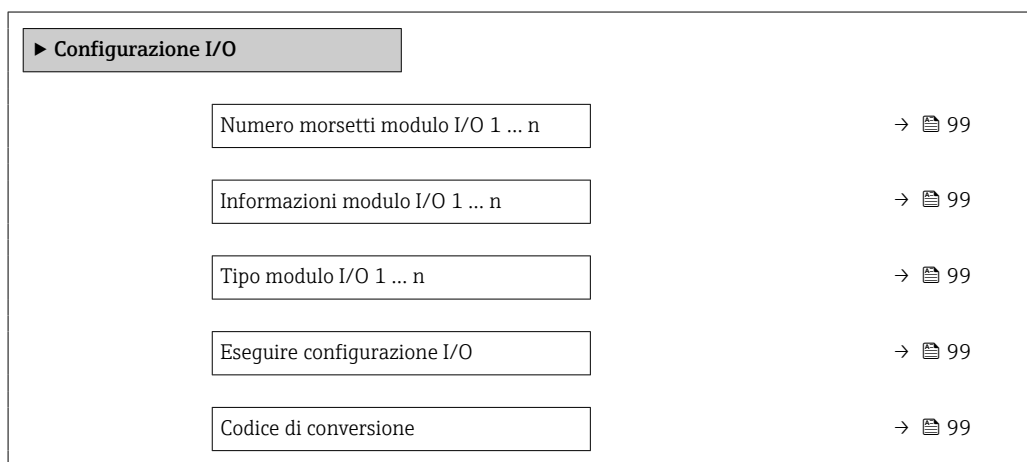 ► Configurazione I/O
Numero morsetti modulo I/O 1 … n → 99
Informazioni modulo I/O 1 … n → 99
Tipo modulo I/O 1 … n → 99
Eseguire configurazione I/O → 99
Codice di conversione → 99